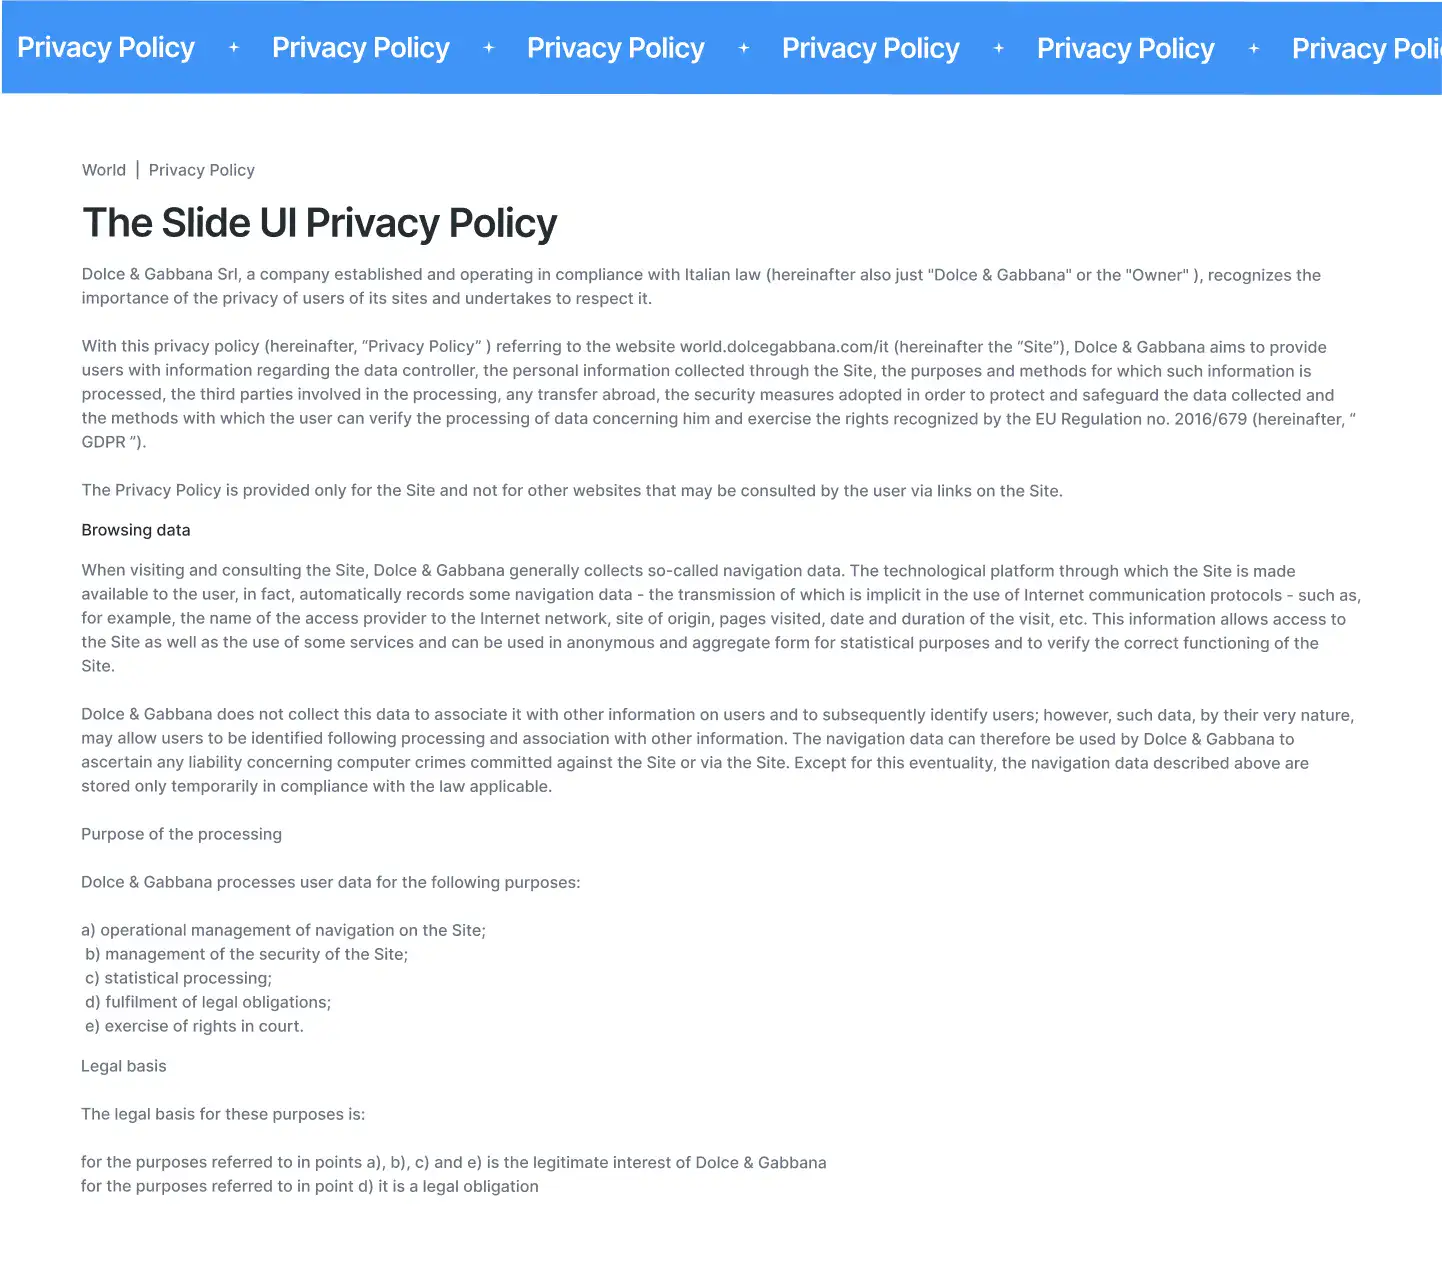 Privacy Policy + Privacy Policy + Privacy Policy + Privacy Policy + Privacy Policy + Privacy Poli
World | Privacy Policy
The Slide UI Privacy Policy
Dolce & Gabbana Srl, a company established and operating in compliance with Italian law (hereinafter also just "Dolce & Gabbana" or the "Owner" ), recognizes the
importance of the privacy of users of its sites and undertakes to respect it.
With this privacy policy (hereinafter, “Privacy Policy” ) referring to the website world.dolcegabbana.com/it (hereinafter the “Site”), Dolce & Gabbana aims to provide
users with information regarding the data controller, the personal information collected through the Site, the purposes and methods for which such information is
processed, the third parties involved in the processing, any transfer abroad, the security measures adopted in order to protect and safeguard the data collected and
the methods with which the user can verify the processing of data concerning him and exercise the rights recognized by the EU Regulation no. 2016/679 (hereinafter, “
GDPR ”).
The Privacy Policy is provided only for the Site and not for other websites that may be consulted by the user via links on the Site.
Browsing data
When visiting and consulting the Site, Dolce & Gabbana generally collects so-called navigation data. The technological platform through which the Site is made
available to the user, in fact, automatically records some navigation data - the transmission of which is implicit in the use of Internet communication protocols - such as,
for example, the name of the access provider to the Internet network, site of origin, pages visited, date and duration of the visit, etc. This information allows access to
the Site as well as the use of some services and can be used in anonymous and aggregate form for statistical purposes and to verify the correct functioning of the
Site.
Dolce & Gabbana does not collect this data to associate it with other information on users and to subsequently identify users; however, such data, by their very nature,
may allow users to be identified following processing and association with other information. The navigation data can therefore be used by Dolce & Gabbana to
ascertain any liability concerning computer crimes committed against the Site or via the Site. Except for this eventuality, the navigation data described above are
stored only temporarily in compliance with the law applicable.
Purpose of the processing
Dolce & Gabbana processes user data for the following purposes:
a) operational management of navigation on the Site;
b) management of the security of the Site;
c) statistical processing;
d) fulfilment of legal obligations;
e) exercise of rights in court.
Legal basis
The legal basis for these purposes is:
for the purposes referred to in points a), b), c) and e) is the legitimate interest of Dolce & Gabbana
for the purposes referred to in point d) it is a legal obligation